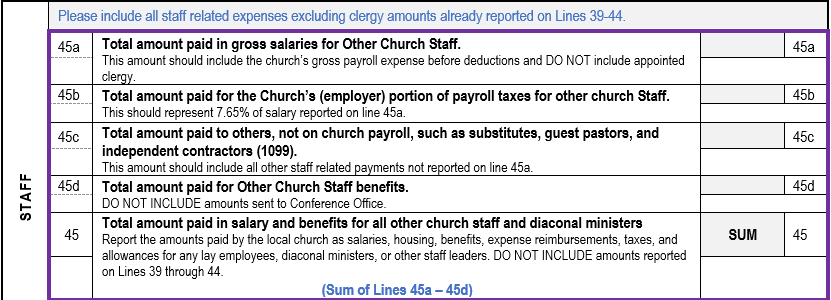 Please include all staff related expenses excluding clergy amounts already reported on Lines 39-44.
STAFF
45a Total amount paid in gross salaries for Other Church Staff. 45a
This amount should include the church's gross payroll expense before deductions and DO NOT include appointed
clergy.
45b Total amount paid for the Church's (employer) portion of payroll taxes for other church Staff. 45b
This should represent 7.65% of salary reported on line 45a.
45c Total amount paid to others, not on church payroll, such as substitutes, guest pastors, and 45c
independent contractors (1099).
This amount should include all other staff related payments not reported on line 45a.
45d Total amount paid for Other Church Staff benefits. 45d
DO NOT INCLUDE amounts sent to Conference Office.
45 Total amount paid in salary and benefits for all other church staff and diaconal ministers SUM 45
Report the amounts paid by the local church as salaries, housing, benefits, expense reimbursements, taxes, and
allowances for any lay employees, diaconal ministers, or other staff leaders. DO NOT INCLUDE amounts reported
on Lines 39 through 44.
(Sum of Lines 45a – 45d)